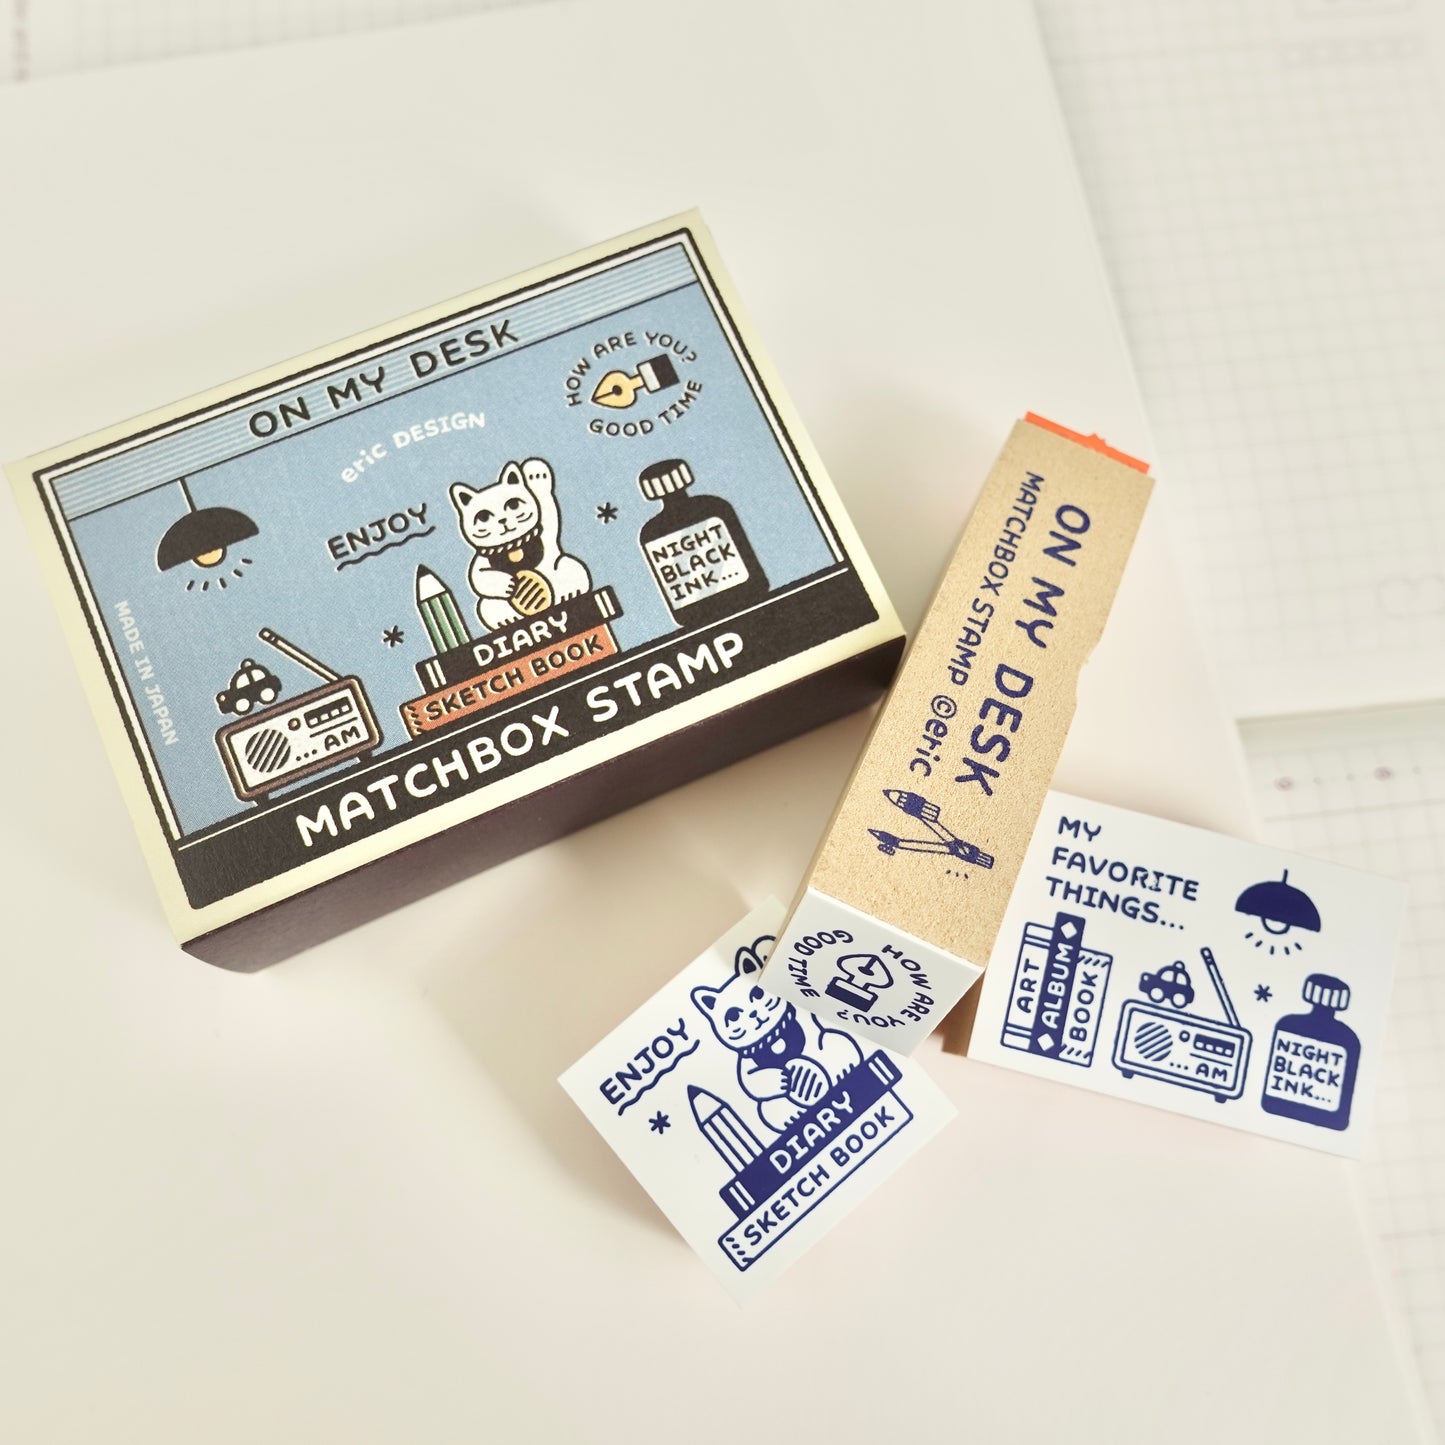 ON MY DESK
eric DESIGN
HOW ARE YOU?
GOOD TIME
ENJOY
NIGHT
BLACK
INK...
MADE IN JAPAN
DIARY
SKETCH BOOK
... AM
MATCHBOX STAMP
ON MY DESK
MATCHBOX STAMP ©eric
HOW ARE YOU?
GOOD TIME
ENJOY
DIARY
SKETCH BOOK
MY
FAVORITE
THINGS...
ART
ALBUM
BOOK
... AM
NIGHT
BLACK
INK...